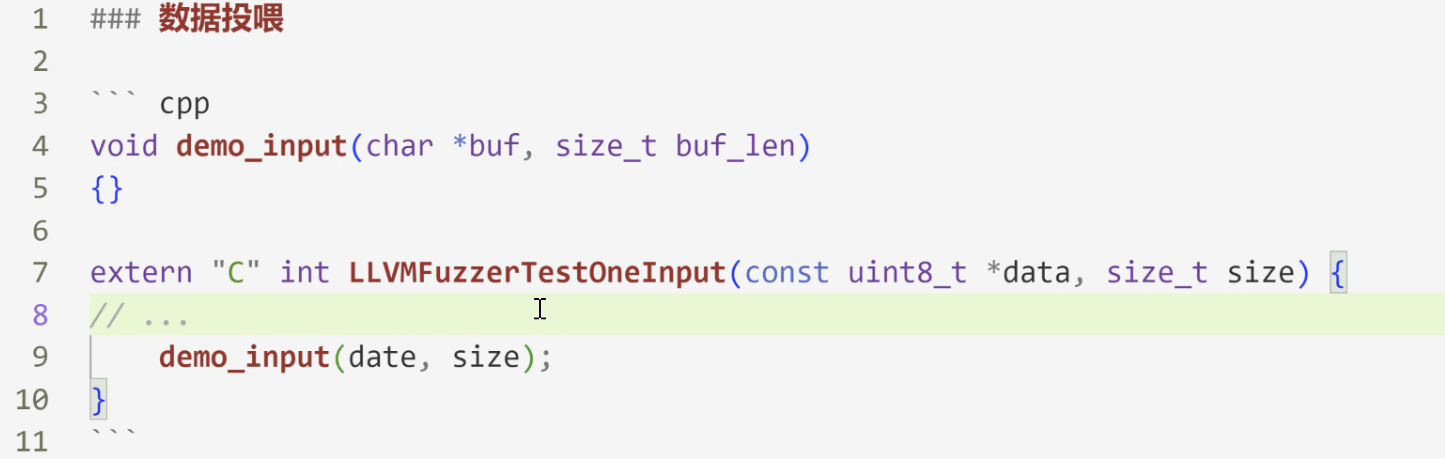 1 ### 数据投喂
2
3 ``` cpp
4 void demo_input(char *buf, size_t buf_len)
5 {}
6
7 extern "C" int LLVMFuzzerTestOneInput(const uint8_t *data, size_t size) {
8 // ...
9     demo_input(date, size);
10 }
11 ```